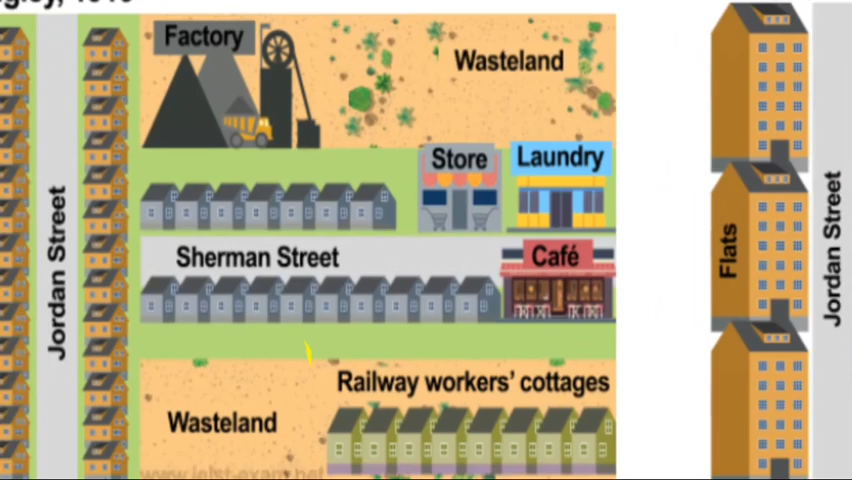 Factory
Wasteland
Store
Laundry
Jordan Street
Sherman Street
Café
Flats
Jordan Street
Railway workers' cottages
Wasteland